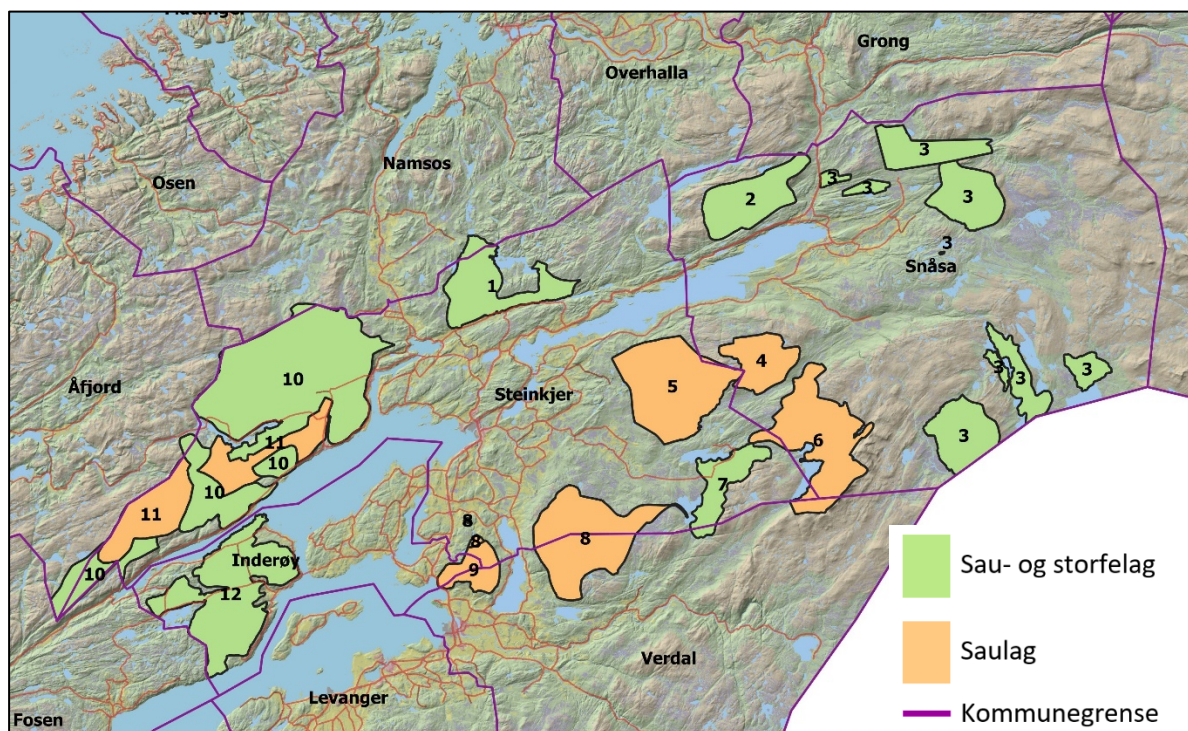 Grong
Overhalla
Namsos
Osen
3
3
3
2
3
3
Snåsa
1
10
Åfjord
Steinkjer
5
4
3
3
3
3
11
10
6
10
7
11
8
8
8
9
Inderøy
10
12
Verdal
Levanger
Fosen
Sau- og storfelag
Saulag
Kommunegrense